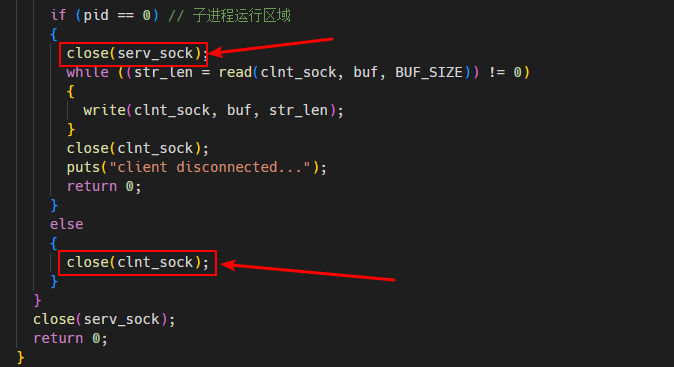 if (pid == 0) // 子进程运行区域
{
close(serv_sock);
while ((str_len = read(clnt_sock, buf, BUF_SIZE)) != 0)
{
write(clnt_sock, buf, str_len);
}
close(clnt_sock);
puts("client disconnected...");
return 0;
}
else
{
close(clnt_sock);
}
}
close(serv_sock);
return 0;
}